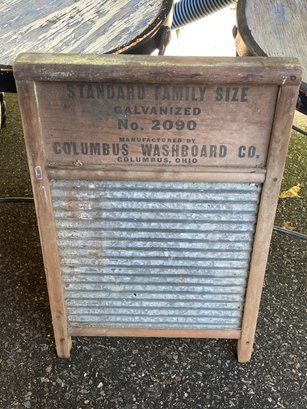 STANDARD FAMILY SIZE
GALVANIZED
No. 2090
MANUFACTURED BY
COLUMBUS WASHBOARD CO,
COLUMBUS, OHIO